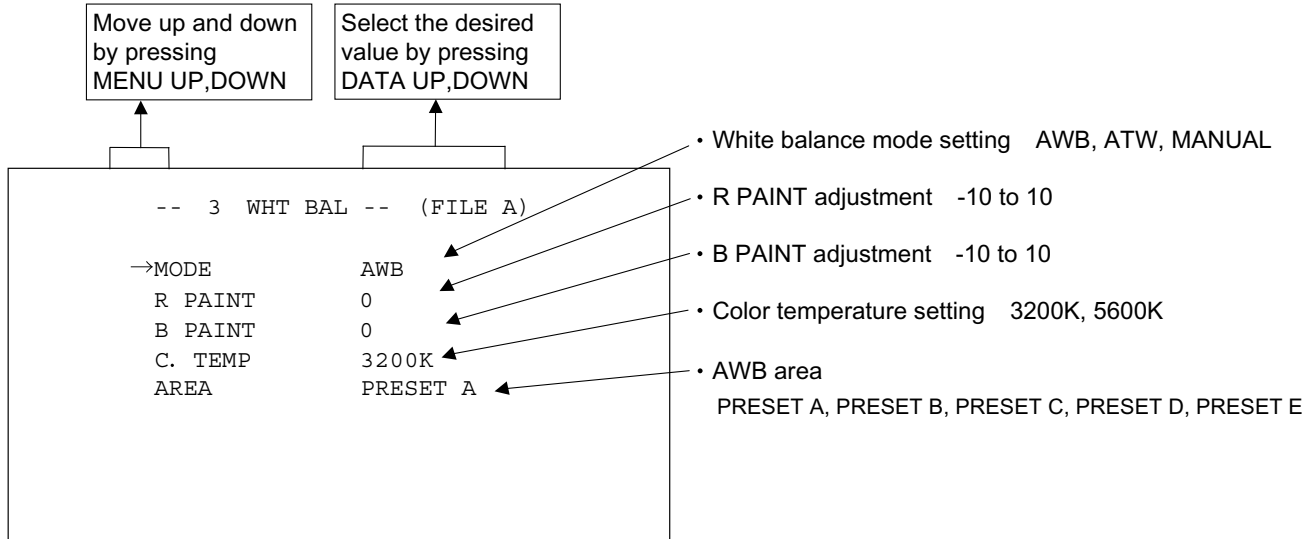 Move up and down
by pressing
MENU UP,DOWN
Select the desired
value by pressing
DATA UP,DOWN
-- 3 WHT BAL -- (FILE A)
→MODE AWB
R PAINT 0
B PAINT 0
C. TEMP 3200K
AREA PRESET A
・White balance mode setting AWB, ATW, MANUAL
・R PAINT adjustment -10 to 10
・B PAINT adjustment -10 to 10
・Color temperature setting 3200K, 5600K
・AWB area
PRESET A, PRESET B, PRESET C, PRESET D, PRESET E